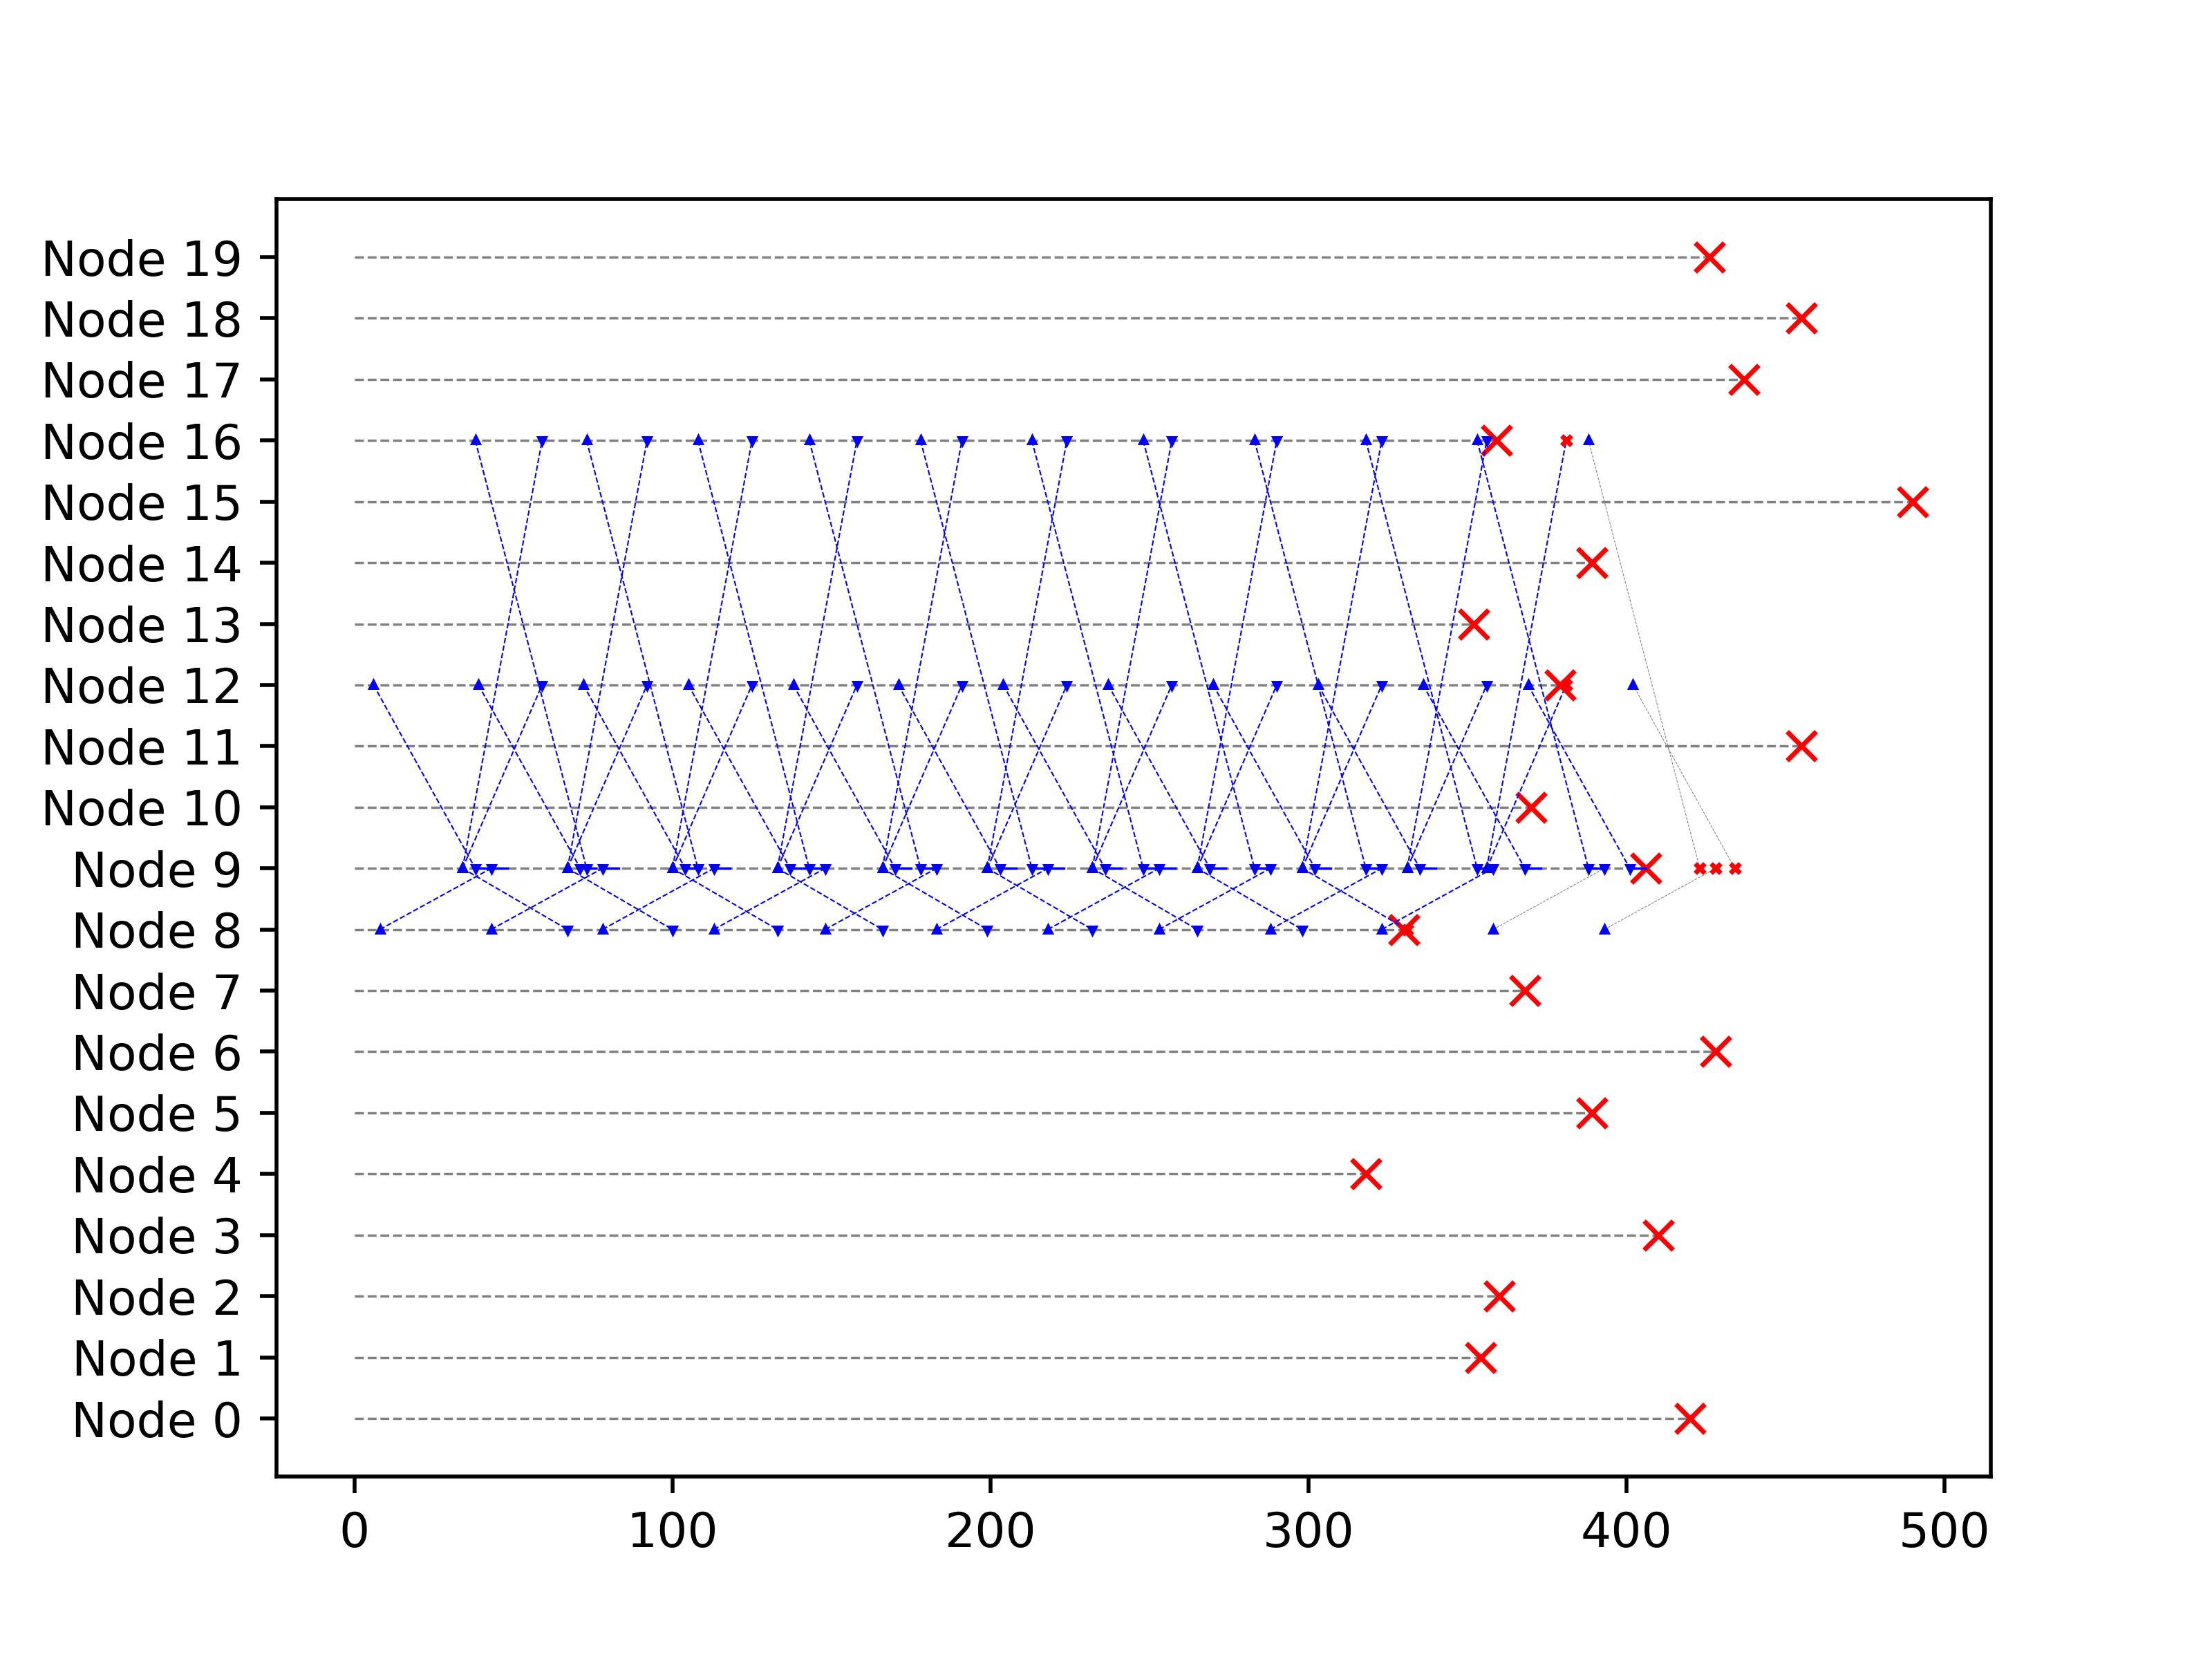 Node 19
Node 18
Node 17
Node 16
Node 15
Node 14
Node 13
Node 12
Node 11
Node 10
Node 9
Node 8
Node 7
Node 6
Node 5
Node 4
Node 3
Node 2
Node 1
Node 0
0 100 200 300 400 500